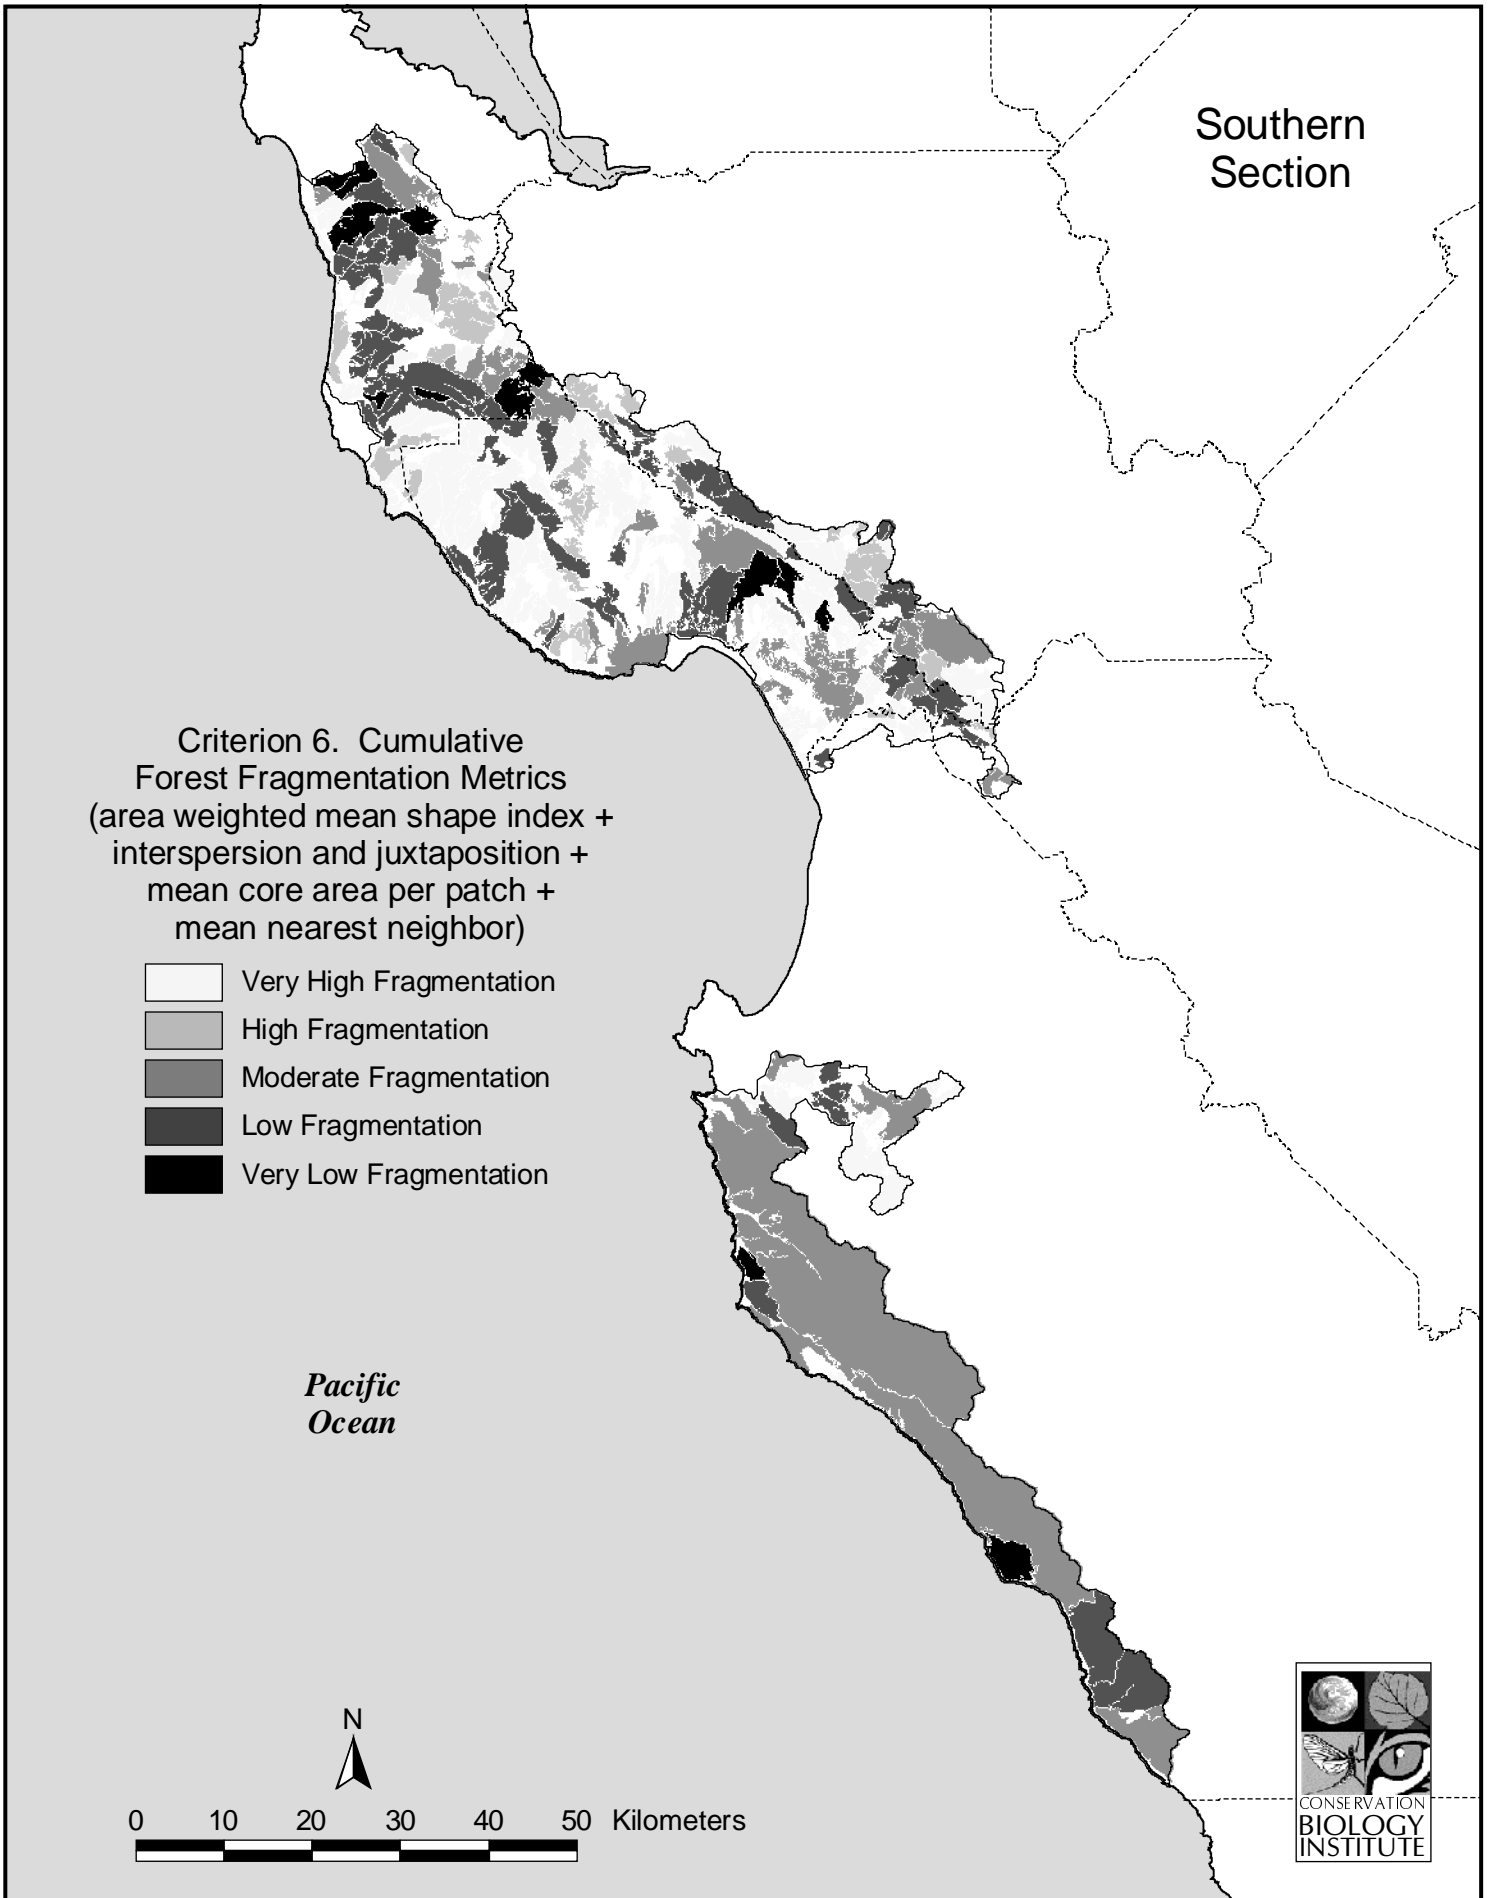 Southern
Section
Criterion 6.  Cumulative
Forest Fragmentation Metrics
(area weighted mean shape index +
interspersion and juxtaposition +
mean core area per patch +
mean nearest neighbor)
Very High Fragmentation
High Fragmentation
Moderate Fragmentation
Low Fragmentation
Very Low Fragmentation
Pacific
Ocean
N
0 10 20 30 40 50 Kilometers
CONSERVATION
BIOLOGY
INSTITUTE